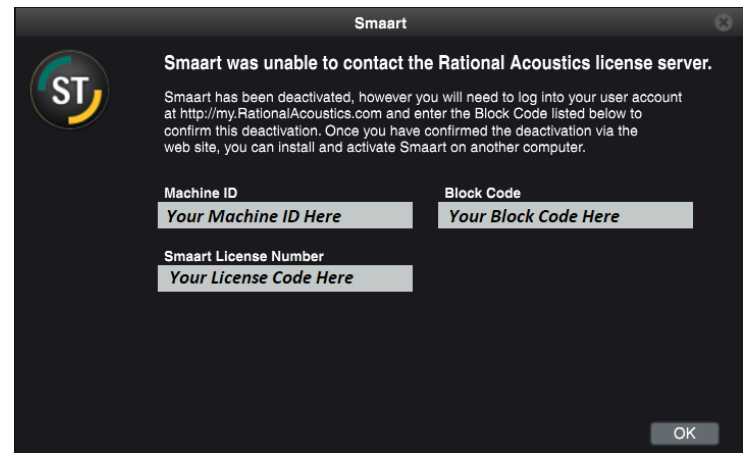 Smaart
ST
Smaart was unable to contact the Rational Acoustics license server.
Smaart has been deactivated, however you will need to log into your user account
at http://my.RationalAcoustics.com and enter the Block Code listed below to
confirm this deactivation. Once you have confirmed the deactivation via the
web site, you can install and activate Smaart on another computer.
Machine ID
Block Code
Your Machine ID Here
Your Block Code Here
Smaart License Number
Your License Code Here
OK